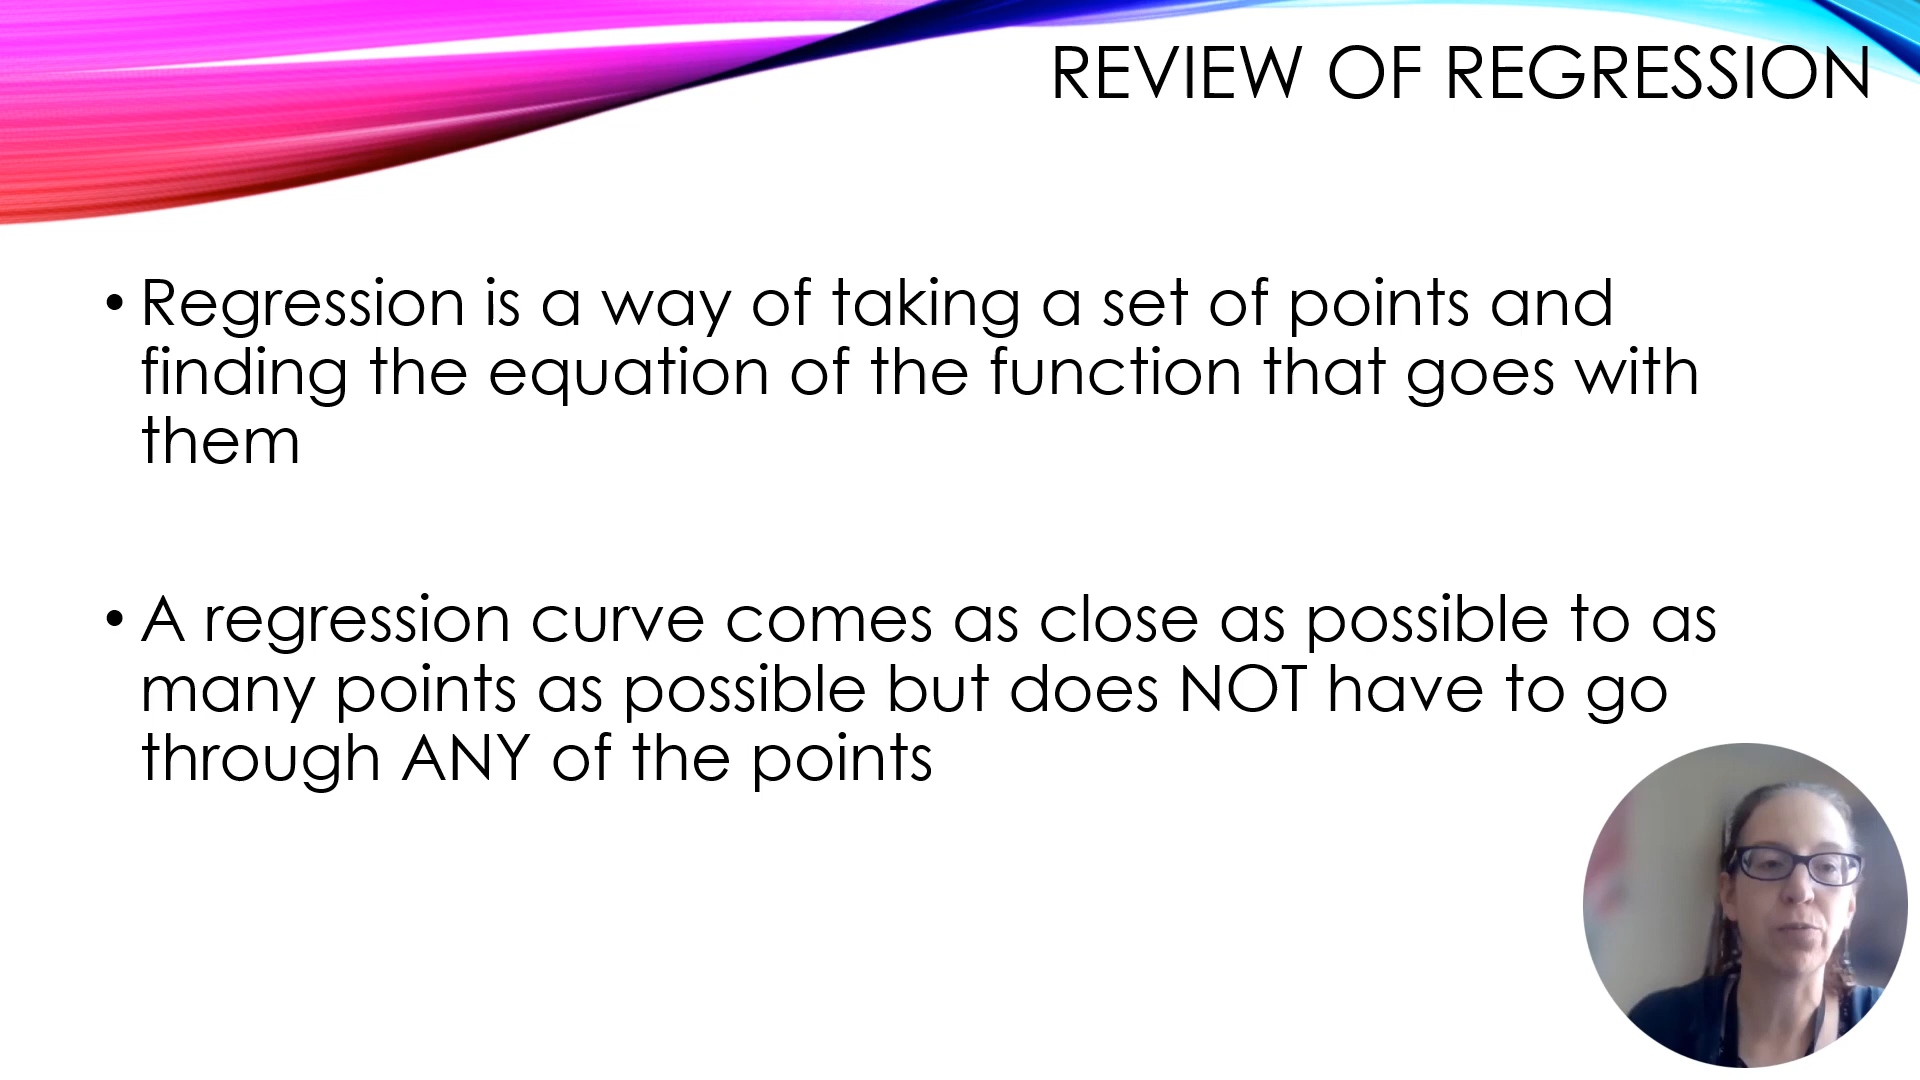 REVIEW OF REGRESSION
• Regression is a way of taking a set of points and
finding the equation of the function that goes with
them
• A regression curve comes as close as possible to as
many points as possible but does NOT have to go
through ANY of the points